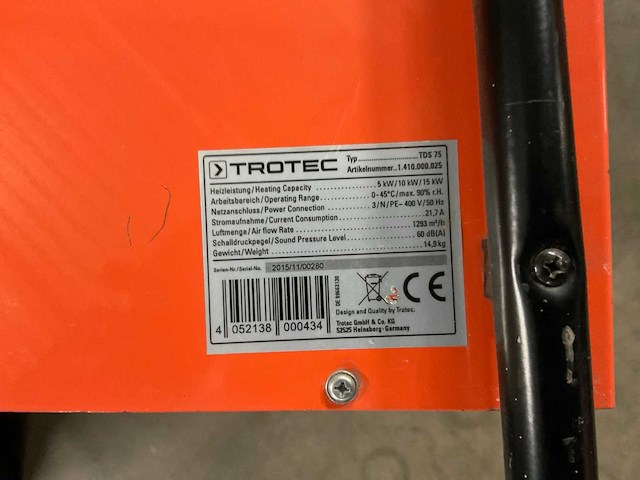 TROTEC Typ TDS 75
Artikelnummer 1.410.000.025
Heizleistung/Heating Capacity 5 kW/10 kW/15 kW
Arbeitsbereich/Operating Range 0-45°C/max. 90% r.H.
Netzanschluss/Power Connection 3/N/PE~ 400 V/50 Hz
Stromaufnahme/Current Consumption 21,7 A
Luftmenge/Air flow Rate 1293 m³/h
Schalldruckpegel/Sound Pressure Level 60 dB(A)
Gewicht/Weight 14,9 kg
Serien-Nr/Serial-No. 2015/11/00280
CE
Design and Quality by Trotec.
Trotec GmbH & Co. KG
52525 Heinsberg - Germany
4 052138 000434